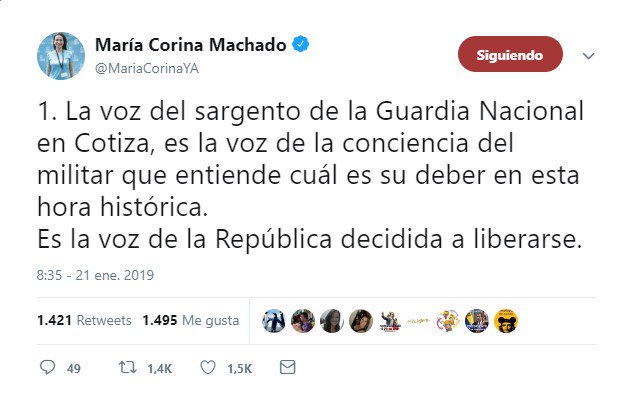 María Corina Machado
@MariaCorinaYA
Siguiendo
1. La voz del sargento de la Guardia Nacional
en Cotiza, es la voz de la conciencia del
militar que entiende cuál es su deber en esta
hora histórica.
Es la voz de la República decidida a liberarse.
8:35 - 21 ene. 2019
1.421 Retweets 1.495 Me gusta
49 1,4K 1,5K